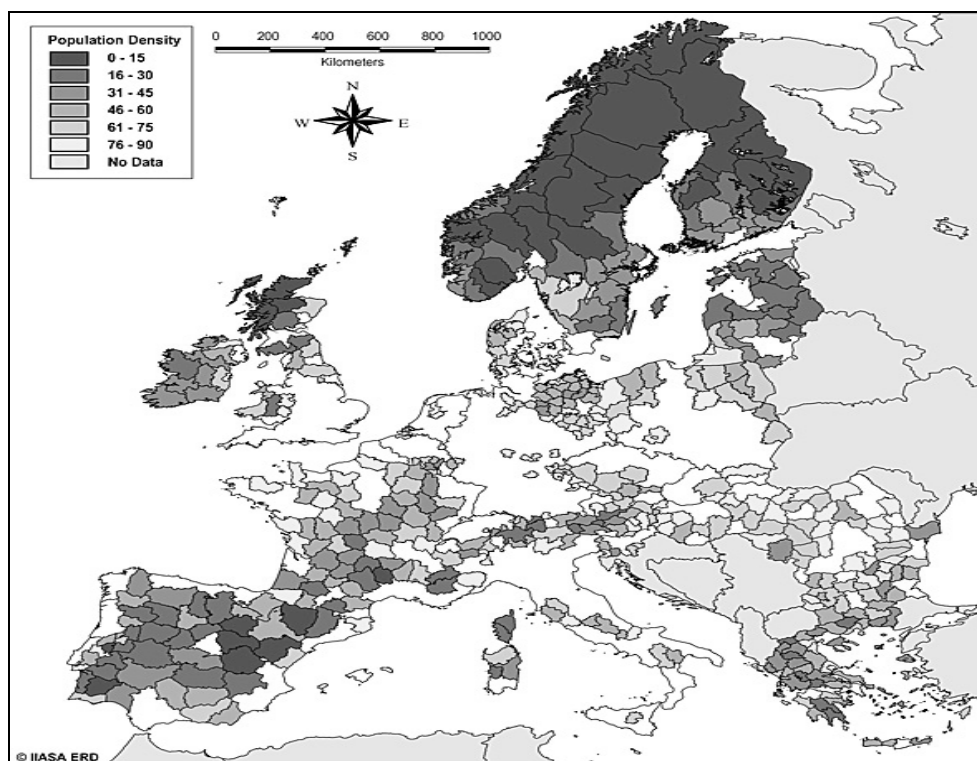 Population Density
0 - 15
16 - 30
31 - 45
46 - 60
61 - 75
76 - 90
No Data
0 200 400 600 800 1000
Kilometers
N
W E
S
© IIASA ERD